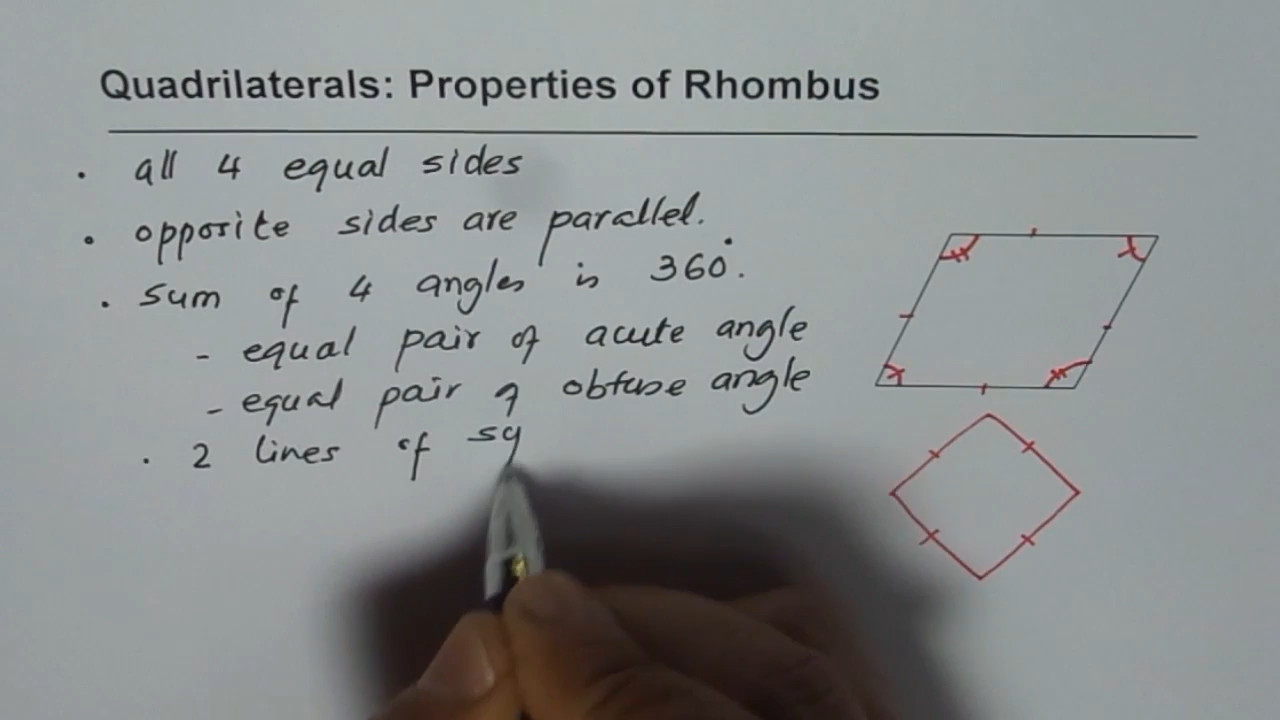 Quadrilaterals: Properties of Rhombus
. all 4 equal sides
. opposite sides are parallel.
. sum of 4 angles is 360°.
- equal pair of acute angle
- equal pair of obtuse angle
. 2 lines of sy